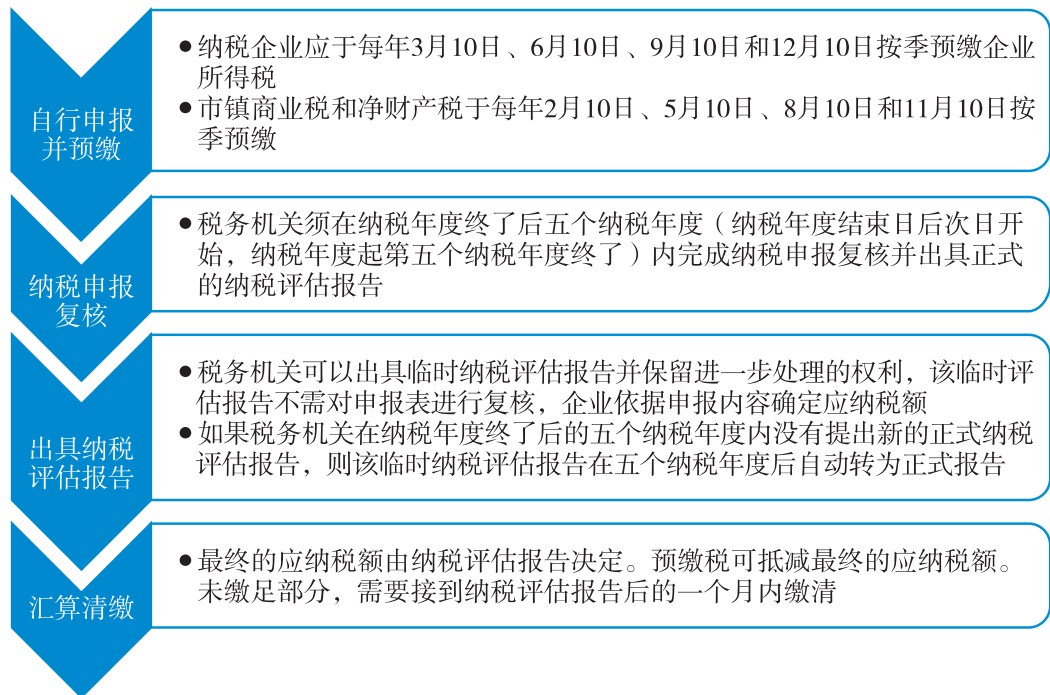 自行申报
并预缴
●纳税企业应于每年3月10日、6月10日、9月10日和12月10日按季预缴企业
所得税
●市镇商业税和净财产税于每年2月10日、5月10日、8月10日和11月10日按
季预缴
纳税申报
复核
●税务机关须在纳税年度终了后五个纳税年度（纳税年度结束日后次日开
始，纳税年度起第五个纳税年度终了）内完成纳税申报复核并出具正式
的纳税评估报告
出具纳税
评估报告
●税务机关可以出具临时纳税评估报告并保留进一步处理的权利，该临时评
估报告不需对申报表进行复核，企业依据申报内容确定应纳税额
●如果税务机关在纳税年度终了后的五个纳税年度内没有提出新的正式纳税
评估报告，则该临时纳税评估报告在五个纳税年度后自动转为正式报告
汇算清缴
●最终的应纳税额由纳税评估报告决定。预缴税可抵减最终的应纳税额。
未缴足部分，需要接到纳税评估报告后的一个月内缴清